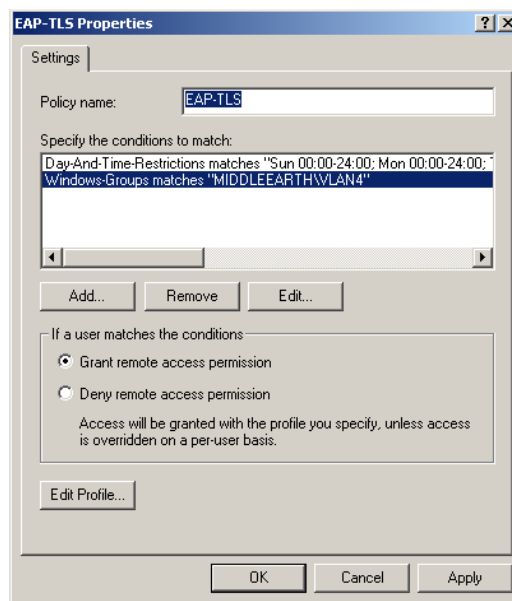 EAP-TLS Properties
Settings
Policy name:
EAP-TLS
Specify the conditions to match:
Day-And-Time-Restrictions matches "Sun 00:00-24:00; Mon 00:00-24:00;
Windows-Groups matches "MIDDLEEARTH\VLAN4"
Add...
Remove
Edit...
If a user matches the conditions
Grant remote access permission
Deny remote access permission
Access will be granted with the profile you specify, unless access
is overridden on a per-user basis.
Edit Profile...
OK
Cancel
Apply